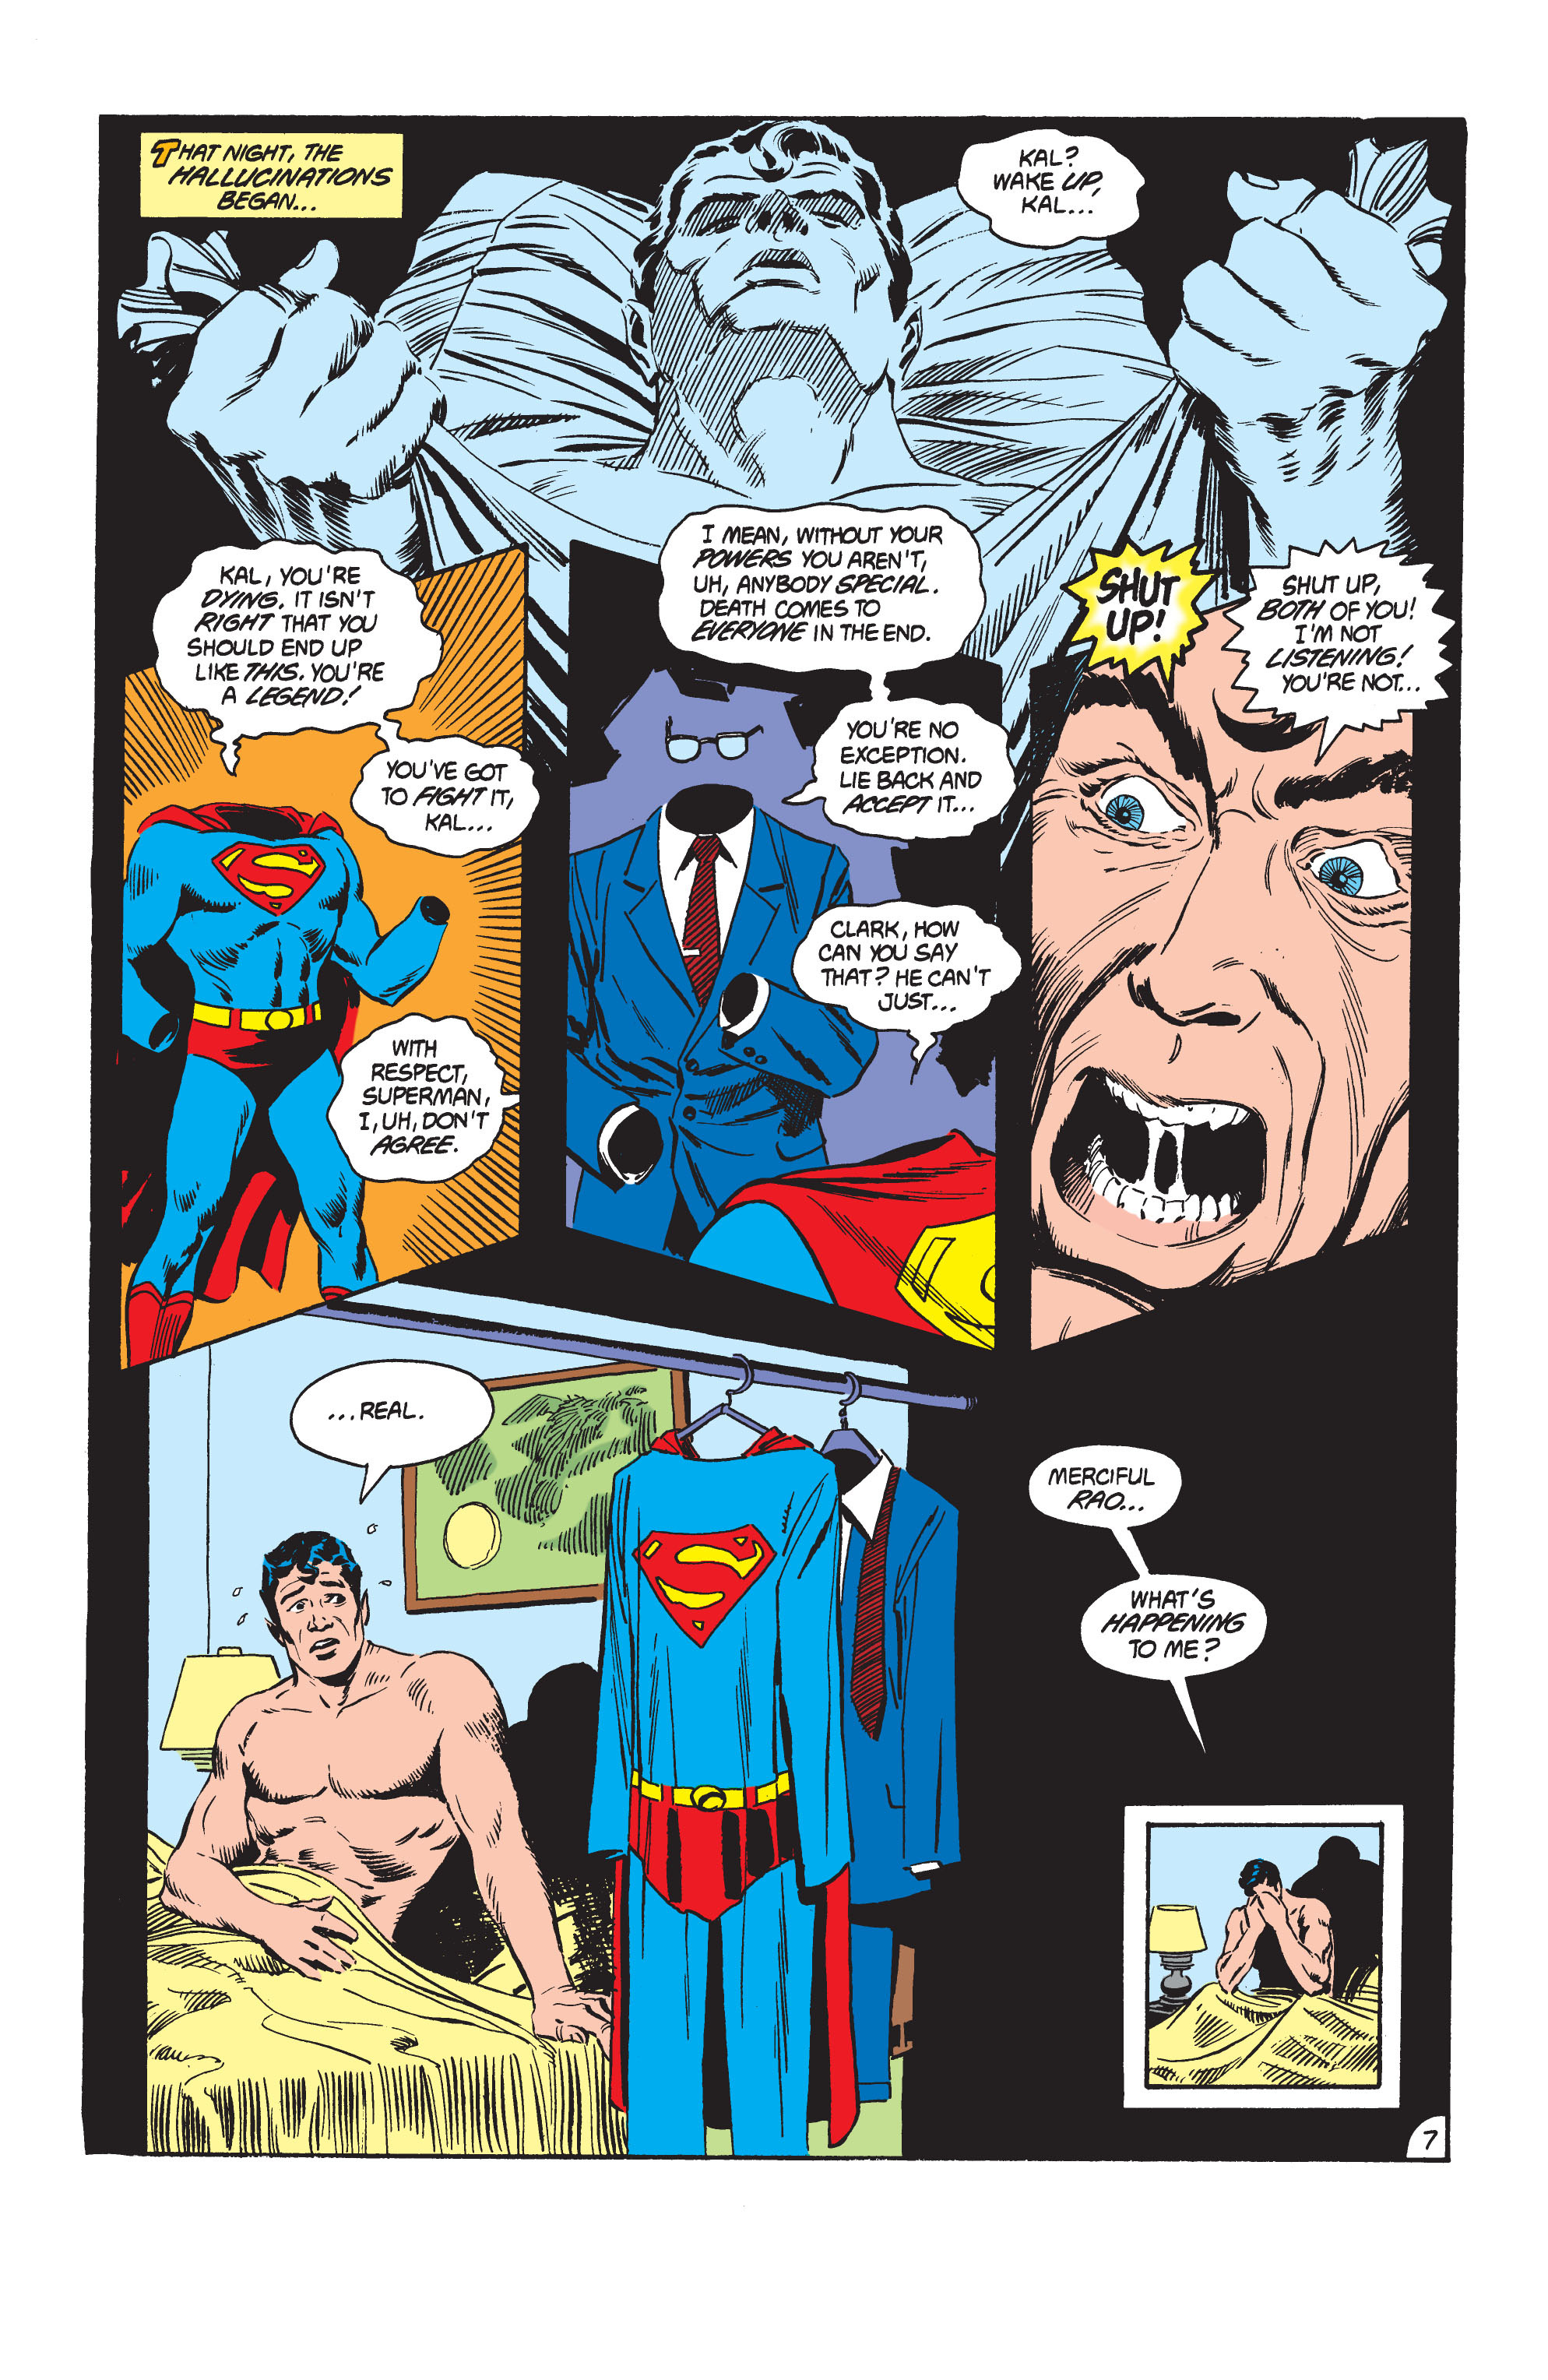 THAT NIGHT, THE
HALLUCINATIONS
BEGAN...
KAL?
WAKE UP,
KAL...
KAL, YOU'RE
DYING. IT ISN'T
RIGHT THAT YOU
SHOULD END UP
LIKE THIS. YOU'RE
A LEGEND!
YOU'VE GOT
TO FIGHT IT,
KAL...
WITH
RESPECT,
SUPERMAN,
I, UH, DON'T
AGREE.
I MEAN, WITHOUT YOUR
POWERS YOU AREN'T,
UH, ANYBODY SPECIAL.
DEATH COMES TO
EVERYONE IN THE END.
YOU'RE NO
EXCEPTION.
LIE BACK AND
ACCEPT IT...
CLARK, HOW
CAN YOU SAY
THAT? HE CAN'T
JUST...
SHUT
UP!
SHUT UP,
BOTH OF YOU!
I'M NOT
LISTENING!
YOU'RE NOT...
...REAL.
MERCIFUL
RAO...
WHAT'S
HAPPENING
TO ME?
7